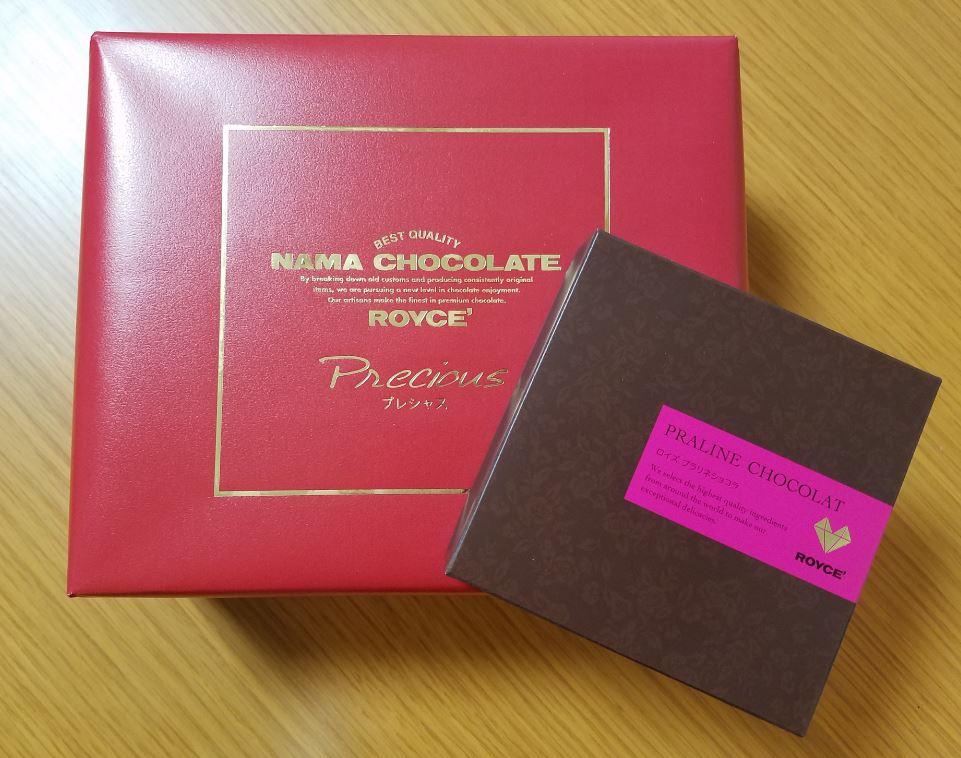 BEST QUALITY
NAMA CHOCOLATE
By breaking down old customs and producing consistently original
items, we are pursuing a new level in chocolate enjoyment.
Our artisans make the finest in premium chocolate.
ROYCE'
Precious
プレシャス
PRALINE CHOCOLAT
ロイズ プラリネショコラ
We select the highest quality ingredients
from around the world to make our
exceptional delicacies.
ROYCE'